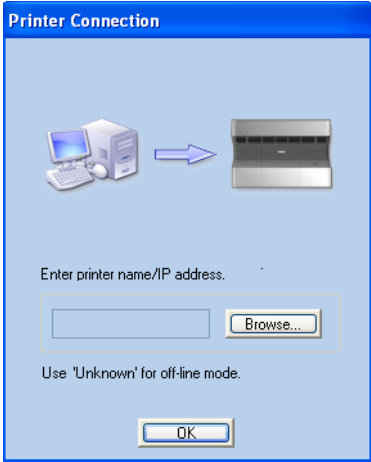 Printer Connection
Enter printer name/IP address.
Browse...
Use 'Unknown' for off-line mode.
OK